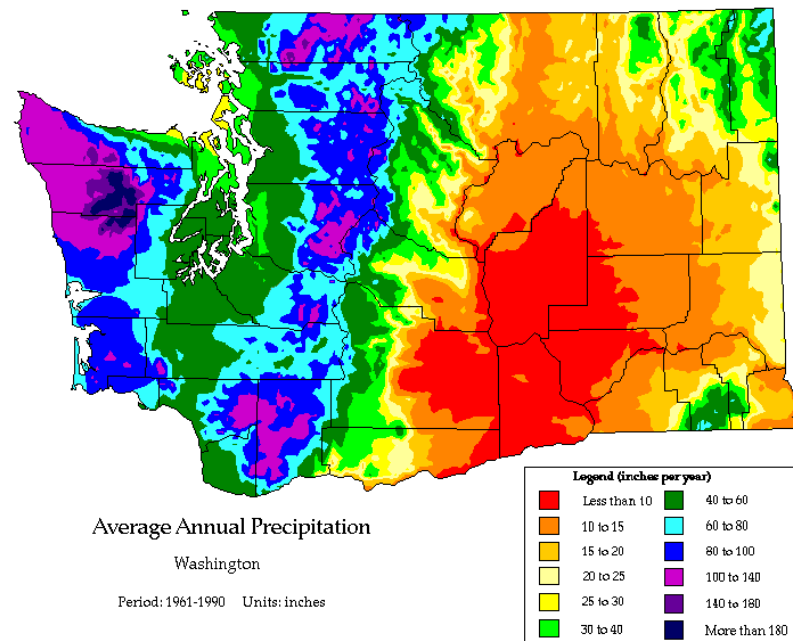 Average Annual Precipitation
Washington
Period: 1961-1990 Units: inches
Legend (inches per year)
Less than 10
10 to 15
15 to 20
20 to 25
25 to 30
30 to 40
40 to 60
60 to 80
80 to 100
100 to 140
140 to 180
More than 180